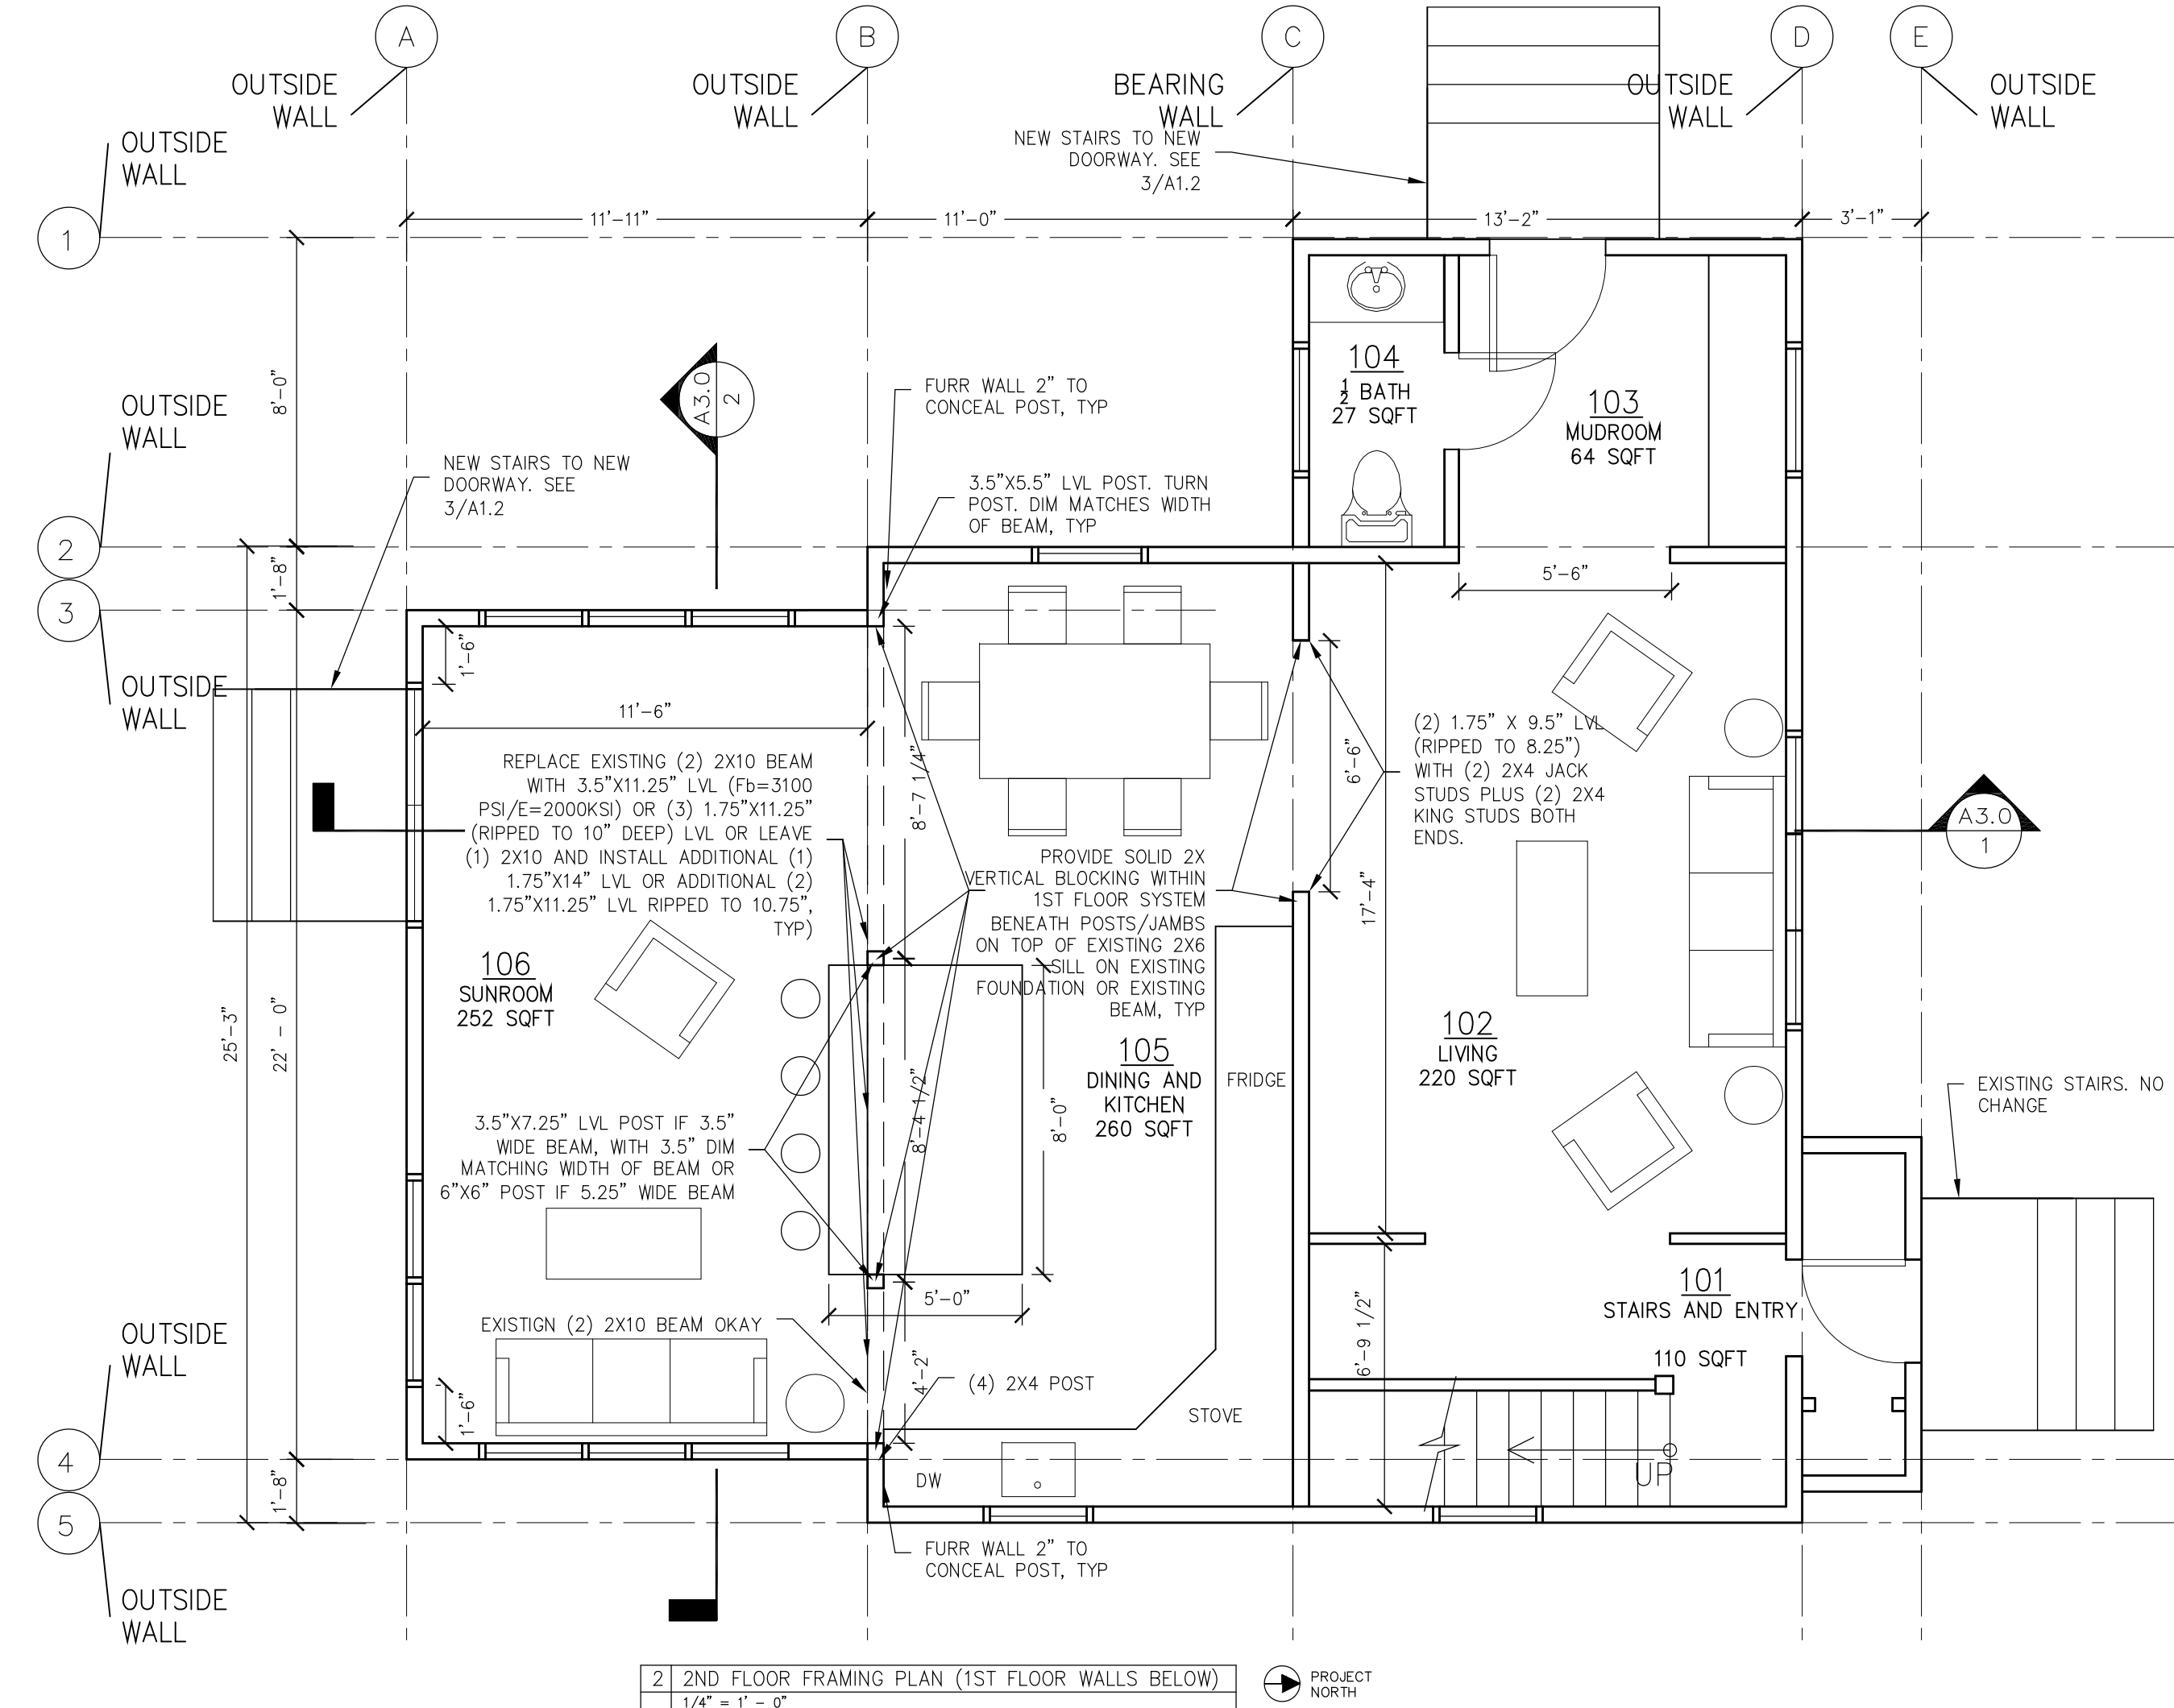 A
B
C
D
E
OUTSIDE
WALL
OUTSIDE
WALL
BEARING
WALL
OUTSIDE
WALL
OUTSIDE
WALL
OUTSIDE
WALL
NEW STAIRS TO NEW
DOORWAY. SEE
3/A1.2
11'-11"
11'-0"
13'-2"
3'-1"
1
8'-0"
A3.0
2
FURR WALL 2" TO
CONCEAL POST, TYP
104
½ BATH
27 SQFT
103
MUDROOM
64 SQFT
OUTSIDE
WALL
NEW STAIRS TO NEW
DOORWAY. SEE
3/A1.2
3.5"X5.5" LVL POST. TURN
POST. DIM MATCHES WIDTH
OF BEAM, TYP
2
1'-8"
3
5'-6"
OUTSIDE
WALL
1'-6"
11'-6"
8'-7 1/4"
6'-6"
REPLACE EXISTING (2) 2X10 BEAM
WITH 3.5"X11.25" LVL (Fb=3100
PSI/E=2000KSI) OR (3) 1.75"X11.25"
(RIPPED TO 10" DEEP) LVL OR LEAVE
(1) 2X10 AND INSTALL ADDITIONAL (1)
1.75"X14" LVL OR ADDITIONAL (2)
1.75"X11.25" LVL RIPPED TO 10.75",
TYP)
(2) 1.75" X 9.5" LVL
(RIPPED TO 8.25")
WITH (2) 2X4 JACK
STUDS PLUS (2) 2X4
KING STUDS BOTH
ENDS.
A3.0
1
PROVIDE SOLID 2X
VERTICAL BLOCKING WITHIN
1ST FLOOR SYSTEM
BENEATH POSTS/JAMBS
ON TOP OF EXISTING 2X6
SILL ON EXISTING
FOUNDATION OR EXISTING
BEAM, TYP
17'-4"
25'-3"
22' - 0"
106
SUNROOM
252 SQFT
105
DINING AND
KITCHEN
260 SQFT
FRIDGE
102
LIVING
220 SQFT
EXISTING STAIRS. NO
CHANGE
8'-4 1/2"
8'-0"
3.5"X7.25" LVL POST IF 3.5"
WIDE BEAM, WITH 3.5" DIM
MATCHING WIDTH OF BEAM OR
6"X6" POST IF 5.25" WIDE BEAM
5'-0"
101
STAIRS AND ENTRY
110 SQFT
EXISTIGN (2) 2X10 BEAM OKAY
6'-9 1/2"
OUTSIDE
WALL
4'-2"
(4) 2X4 POST
1'-6"
STOVE
4
DW
UP
1'-8"
5
FURR WALL 2" TO
CONCEAL POST, TYP
OUTSIDE
WALL
2 2ND FLOOR FRAMING PLAN (1ST FLOOR WALLS BELOW)
1/4" = 1' - 0"
PROJECT
NORTH